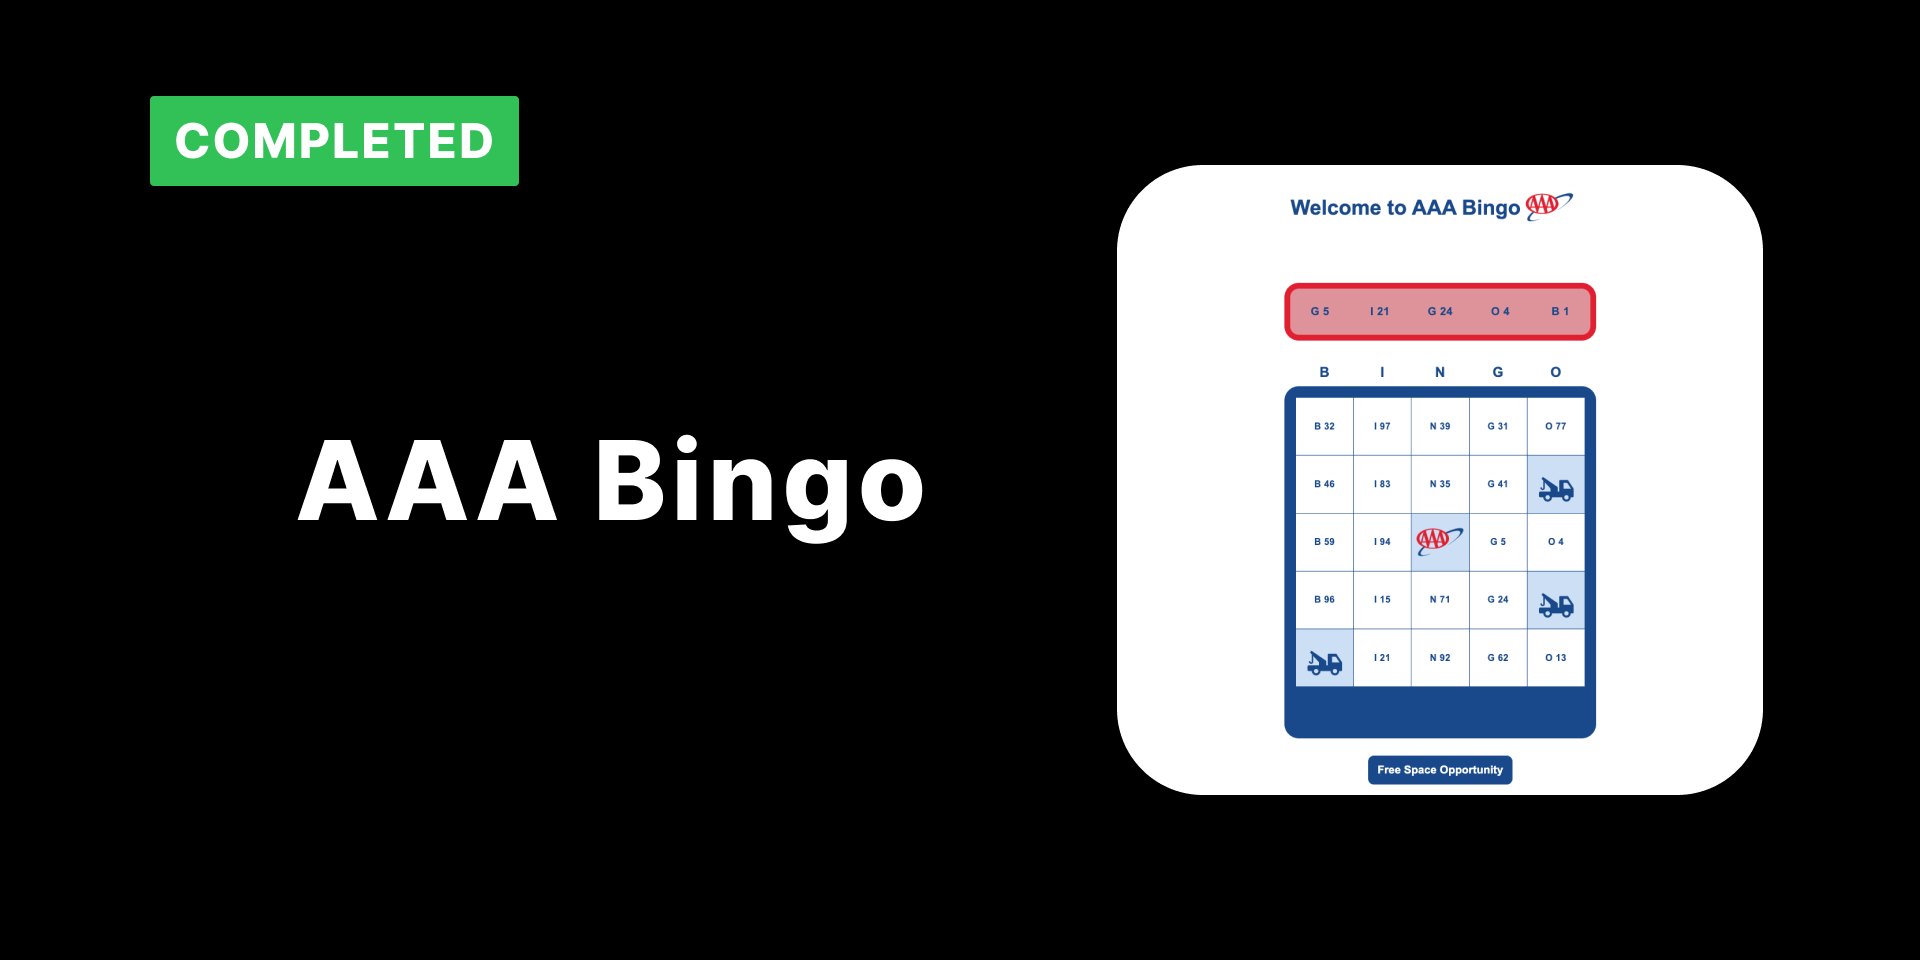 COMPLETED
AAA Bingo
Welcome to AAA Bingo AAA
G 5 I 21 G 24 O 4 B 1
B I N G O
B 32 I 97 N 39 G 31 O 77
B 46 I 83 N 35 G 41
B 59 I 94 AAA G 5 O 4
B 96 I 15 N 71 G 24
I 21 N 92 G 62 O 13
Free Space Opportunity